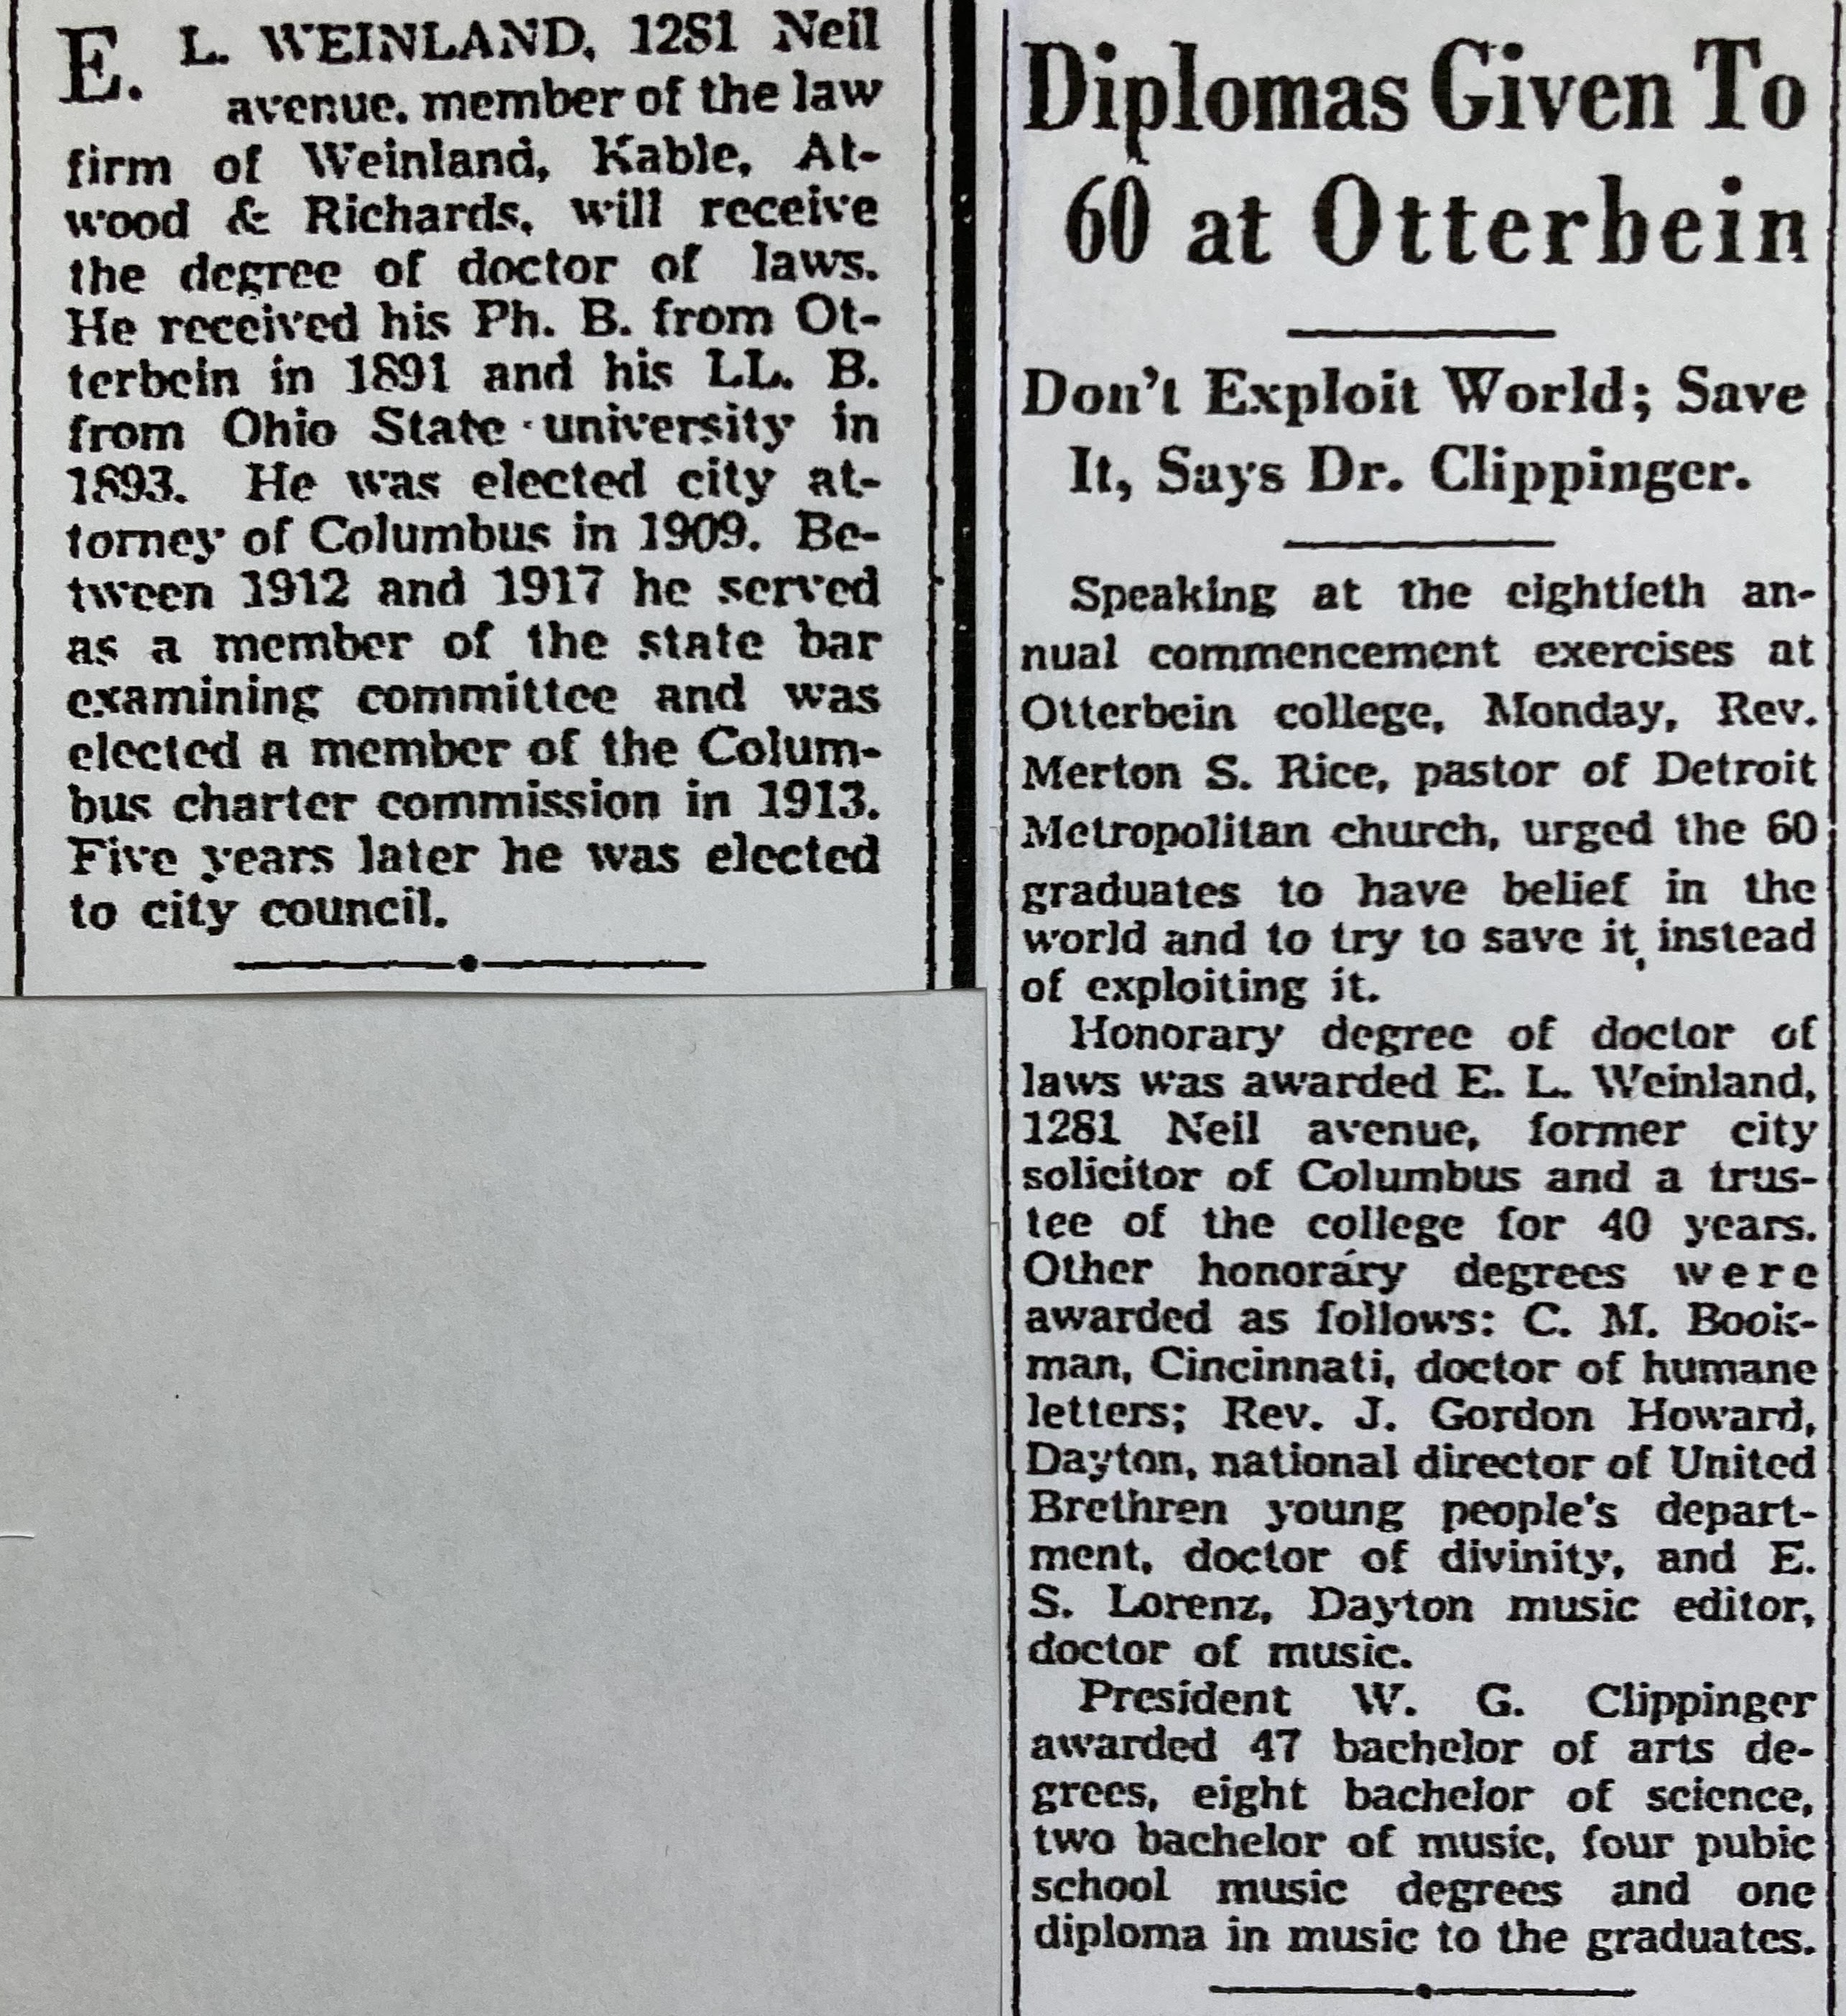 E. L. WEINLAND, 1281 Neil
avenue, member of the law
firm of Weinland, Kable, At-
wood & Richards, will receive
the degree of doctor of laws.
He received his Ph. B. from Ot-
terbein in 1891 and his LL. B.
from Ohio State university in
1893. He was elected city at-
torney of Columbus in 1909. Be-
tween 1912 and 1917 he served
as a member of the state bar
examining committee and was
elected a member of the Colum-
bus charter commission in 1913.
Five years later he was elected
to city council.
Diplomas Given To
60 at Otterbein
Don't Exploit World; Save
It, Says Dr. Clippinger.
Speaking at the eightieth an-
nual commencement exercises at
Otterbein college, Monday, Rev.
Merton S. Rice, pastor of Detroit
Metropolitan church, urged the 60
graduates to have belief in the
world and to try to save it, instead
of exploiting it.
Honorary degree of doctor of
laws was awarded E. L. Weinland,
1281 Neil avenue, former city
solicitor of Columbus and a trus-
tee of the college for 40 years.
Other honorary degrees were
awarded as follows: C. M. Book-
man, Cincinnati, doctor of humane
letters; Rev. J. Gordon Howard,
Dayton, national director of United
Brethren young people's depart-
ment, doctor of divinity, and E.
S. Lorenz, Dayton music editor,
doctor of music.
President W. G. Clippinger
awarded 47 bachelor of arts de-
grees, eight bachelor of science,
two bachelor of music, four pubic
school music degrees and one
diploma in music to the graduates.